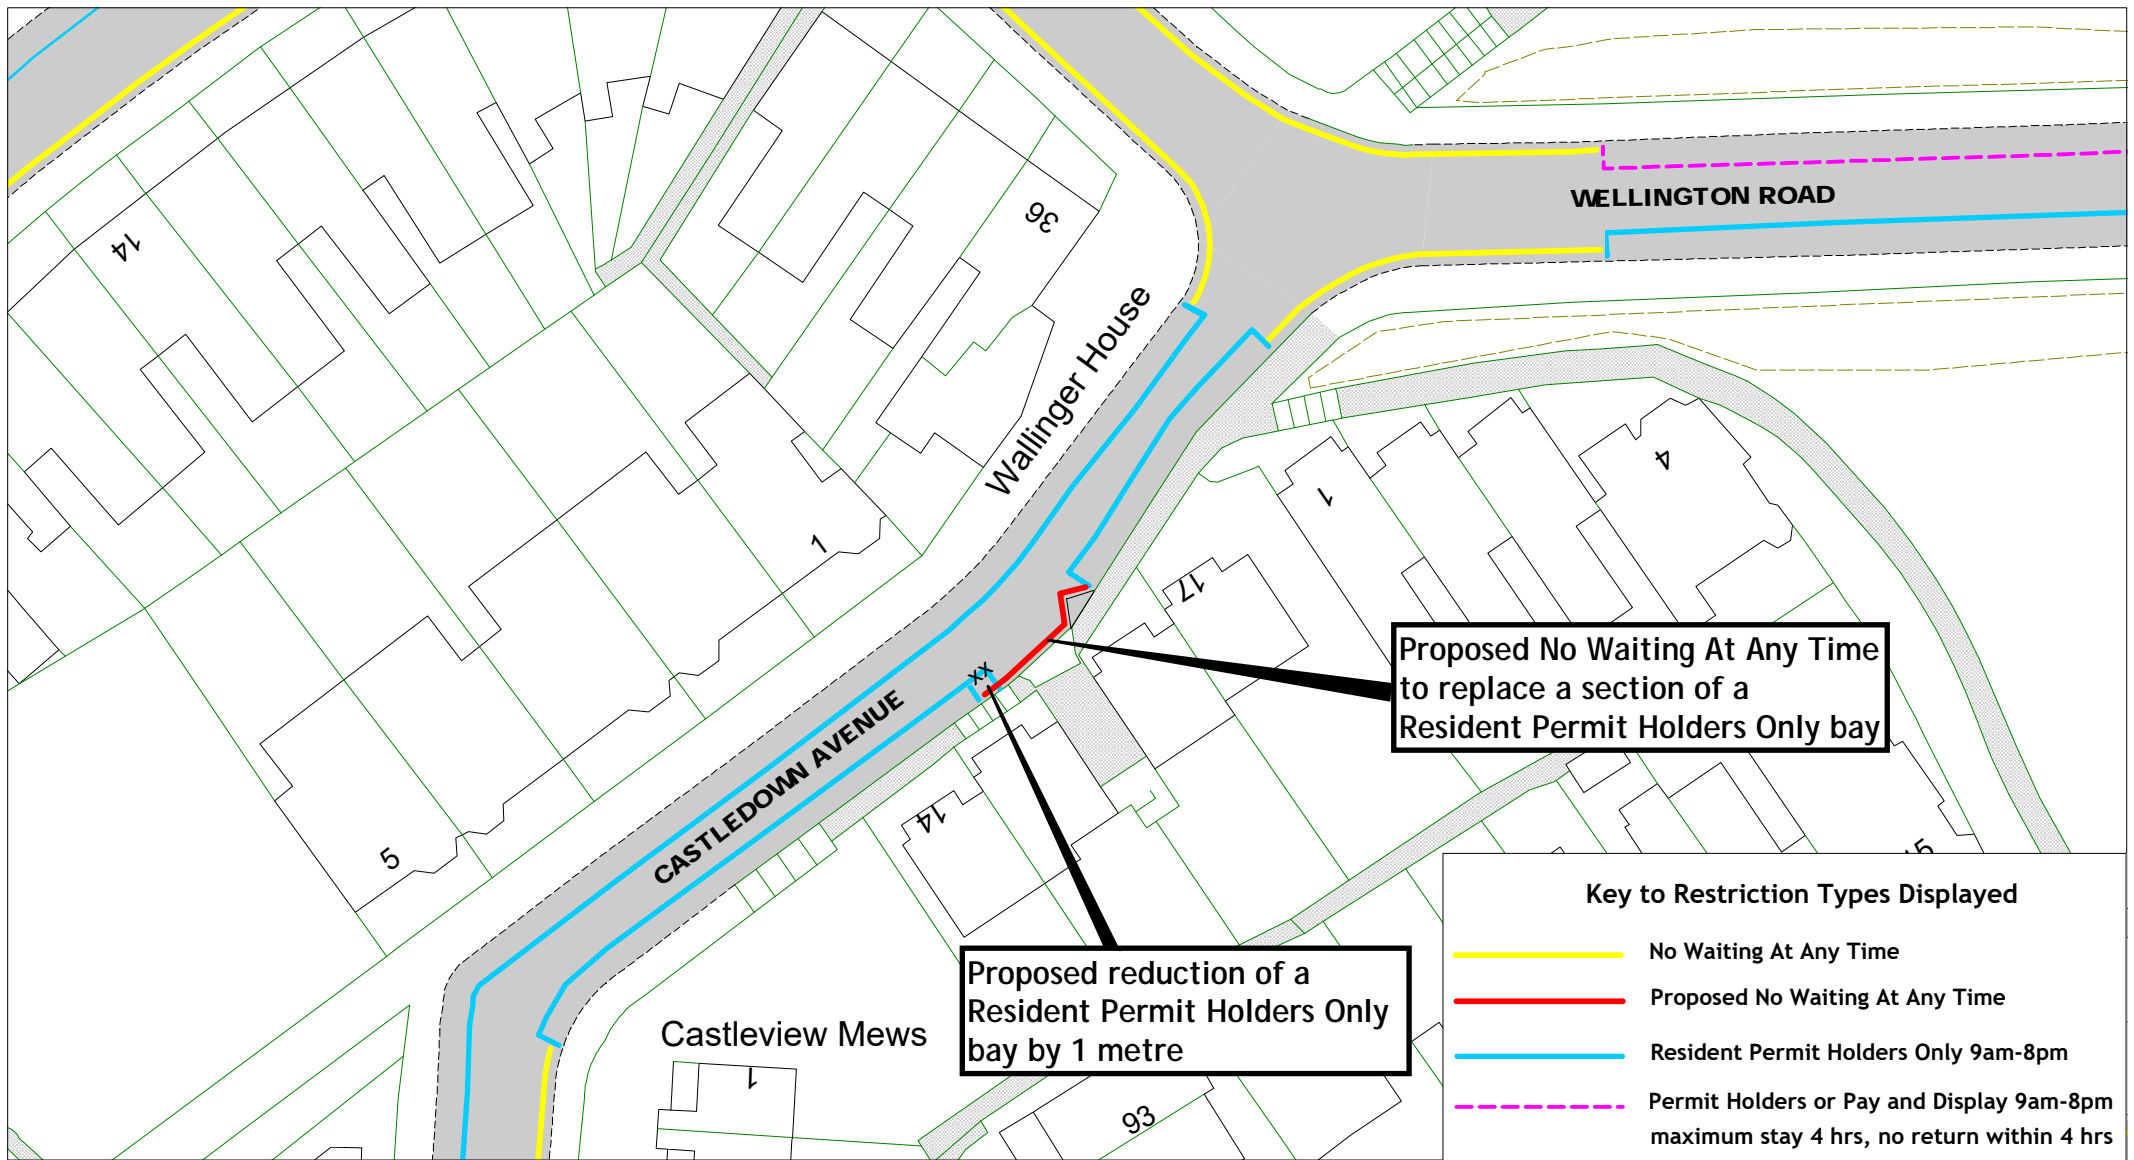 WELLINGTON ROAD
36
14
Wallinger House
4
1
1
17
Proposed No Waiting At Any Time
to replace a section of a
Resident Permit Holders Only bay
xx
CASTLEDOWN AVENUE
14
5
15
Key to Restriction Types Displayed
No Waiting At Any Time
Proposed No Waiting At Any Time
Resident Permit Holders Only 9am-8pm
Permit Holders or Pay and Display 9am-8pm
maximum stay 4 hrs, no return within 4 hrs
Proposed reduction of a
Resident Permit Holders Only
bay by 1 metre
Castleview Mews
1
93